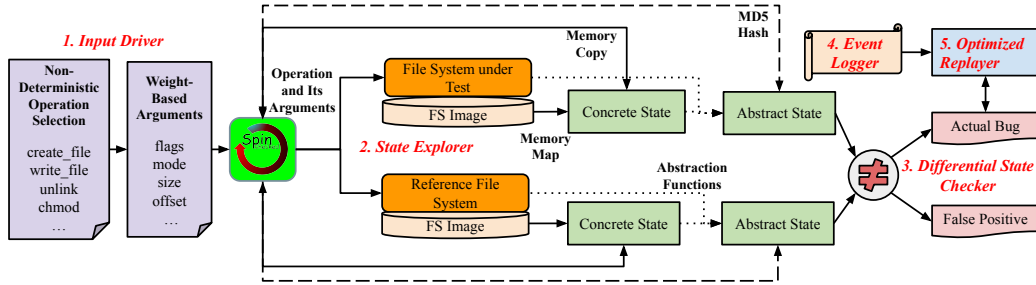 1. Input Driver
Non-
Deterministic
Operation
Selection
create_file
write_file
unlink
chmod
...
Weight-
Based
Arguments
flags
mode
size
offset
...
Spin
Operation
and Its
Arguments
2. State Explorer
File System under
Test
FS Image
Memory
Copy
Memory
Map
Concrete State
MD5
Hash
Abstract State
Reference File
System
FS Image
Abstraction
Functions
Concrete State
Abstract State
≠
3. Differential State
Checker
4. Event
Logger
5. Optimized
Replayer
Actual Bug
False Positive